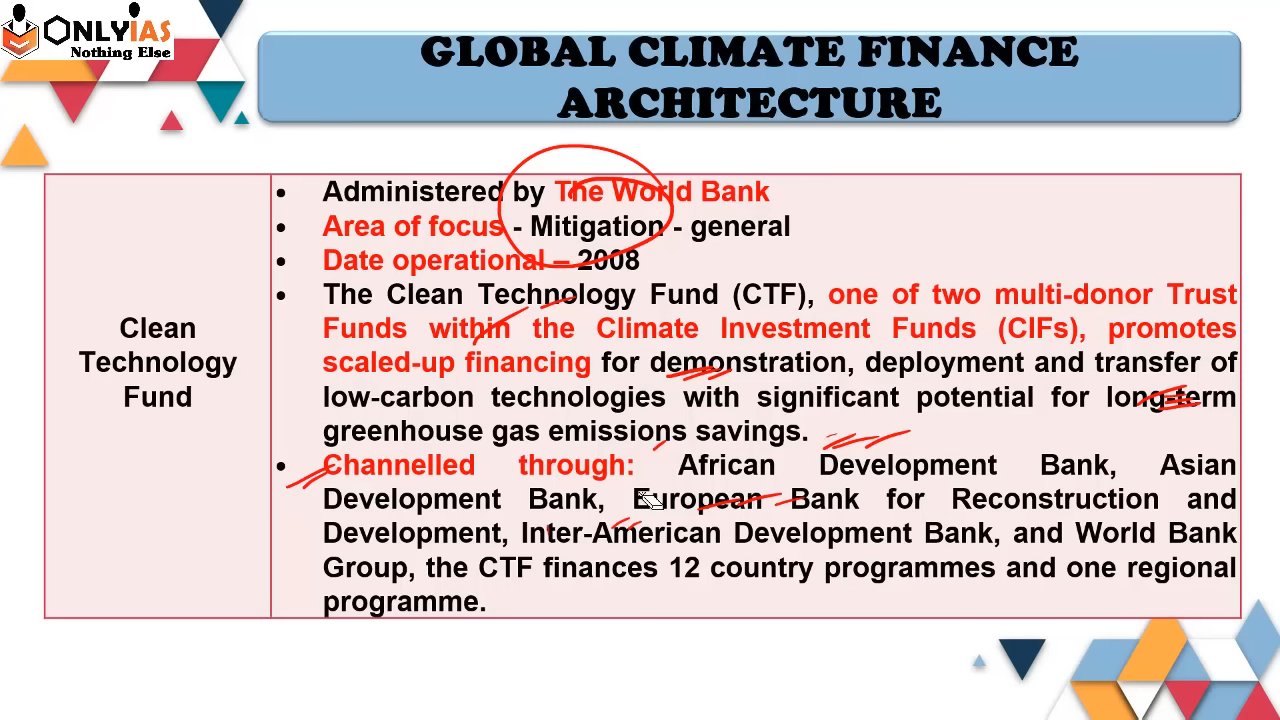 ONLYIAS
Nothing Else
GLOBAL CLIMATE FINANCE
ARCHITECTURE
Clean
Technology
Fund
• Administered by The World Bank
• Area of focus - Mitigation - general
• Date operational – 2008
• The Clean Technology Fund (CTF), one of two multi-donor Trust
Funds within the Climate Investment Funds (CIFs), promotes
scaled-up financing for demonstration, deployment and transfer of
low-carbon technologies with significant potential for long-term
greenhouse gas emissions savings.
• Channelled through: African Development Bank, Asian
Development Bank, European Bank for Reconstruction and
Development, Inter-American Development Bank, and World Bank
Group, the CTF finances 12 country programmes and one regional
programme.